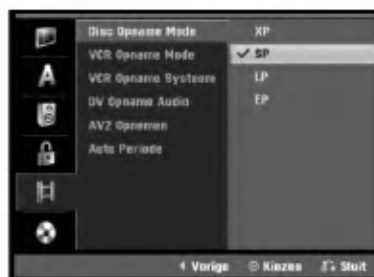 Disc Opname Mode
XP
VCR Opname Mode
SP
VCR Opname Systeem
LP
DV Opname Audio
EP
AV2 Opnemen
Auto Periode
A
Vorige
Kiezen
Sluit